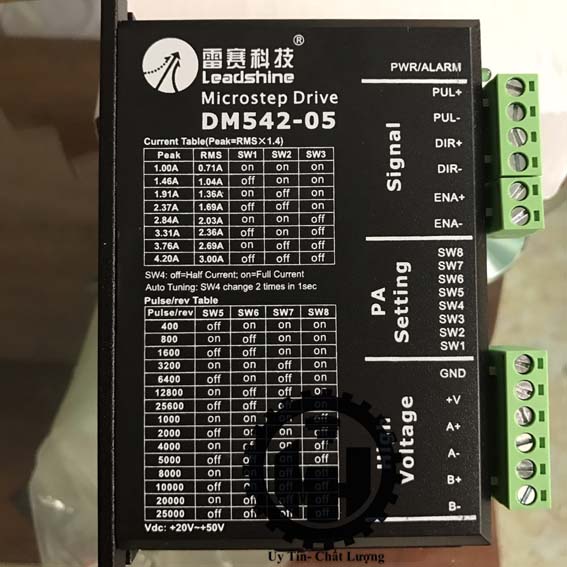 雷赛科技®
Leadshine
Microstep Drive
DM542-05
Current Table(Peak=RMS×1.4)
Peak RMS SW1 SW2 SW3
1.00A 0.71A on on on
1.46A 1.04A off on on
1.91A 1.36A on off on
2.37A 1.69A off off on
2.84A 2.03A on on off
3.31A 2.36A off on off
3.76A 2.69A on off off
4.20A 3.00A off off off
SW4: off=Half Current; on=Full Current
Auto Tuning: SW4 change 2 times in 1sec
Pulse/rev Table
Pulse/rev SW5 SW6 SW7 SW8
400 off on on on
800 on off on on
1600 off off on on
3200 on on off on
6400 off on off on
12800 on off off on
25600 off off off on
1000 on on on off
2000 off on on off
4000 on off on off
5000 off off on off
8000 on on off off
10000 off on off off
20000 on off off off
25000 off off off off
Vdc: +20V~+50V
PWR/ALARM
Signal
PUL+
PUL-
DIR+
DIR-
ENA+
ENA-
PA
Setting
SW8
SW7
SW6
SW5
SW4
SW3
SW2
SW1
High
Voltage
GND
+V
A+
A-
B+
B-
Uy Tín- Chất Lượng